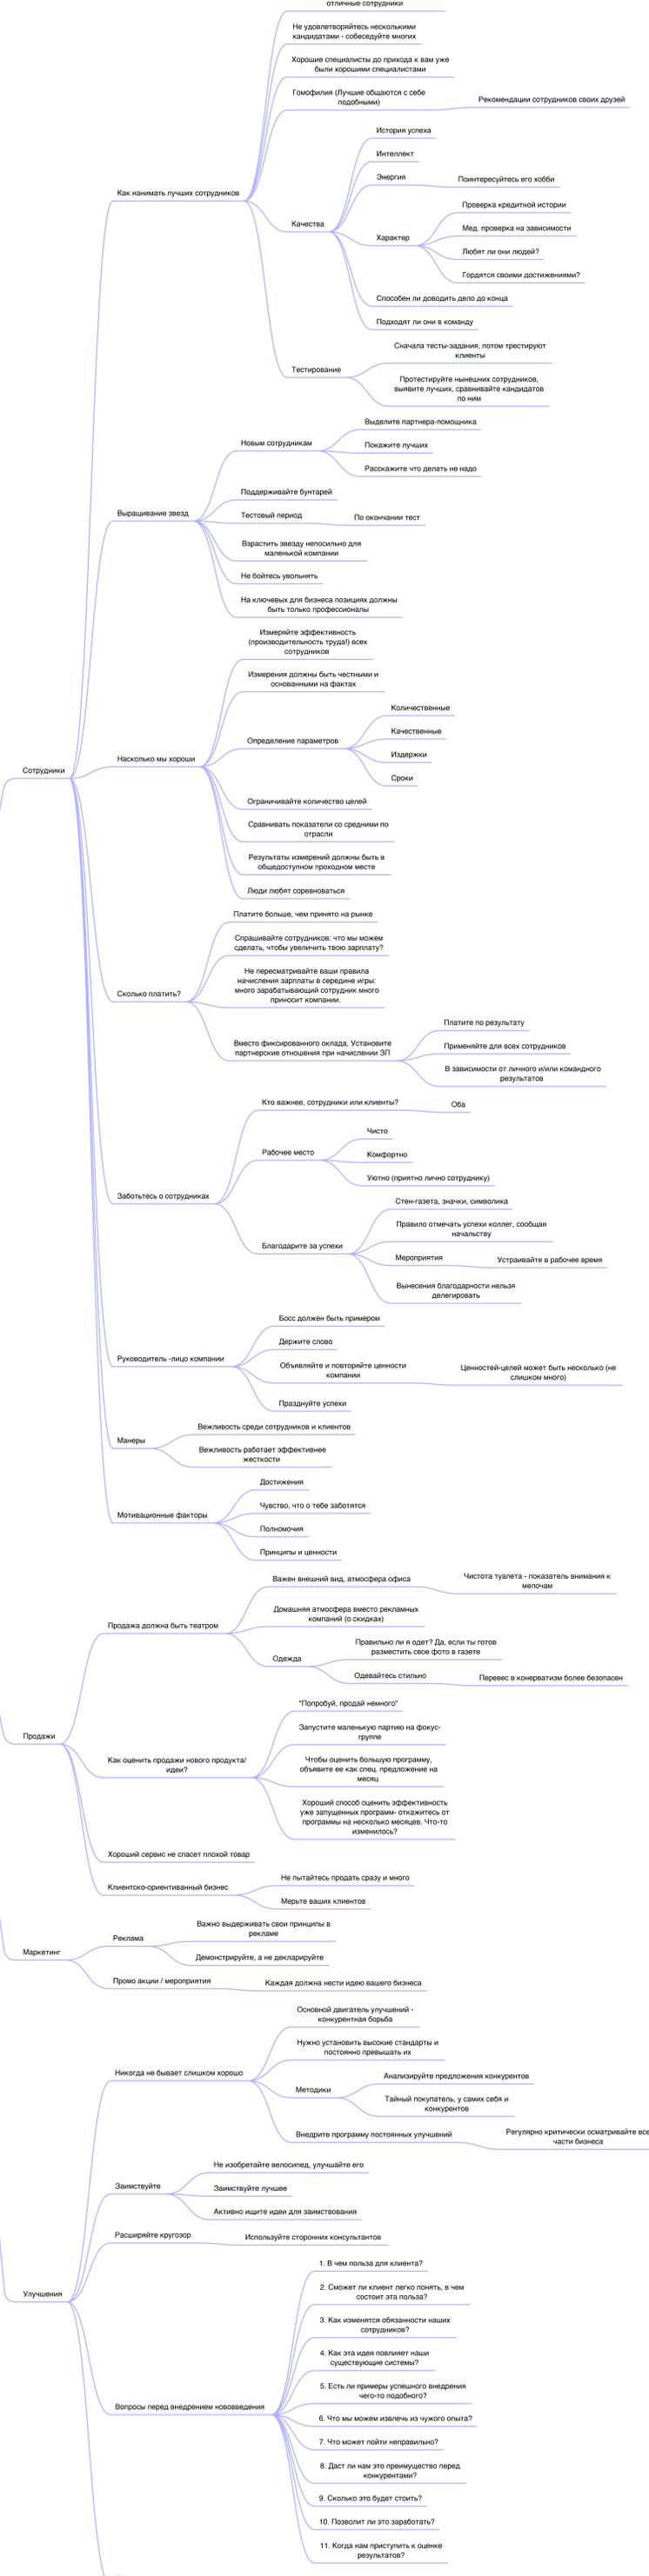 отличные сотрудники
Не удовлетворяйтесь несколькими
кандидатами - собеседуйте многих
Хорошие специалисты до прихода к вам уже
были хорошими специалистами
Гомофилия (Лучшие общаются с себе
подобными)
Рекомендации сотрудников своих друзей
Как нанимать лучших сотрудников
История успеха
Интеллект
Энергия
Поинтересуйтесь его хобби
Качества
Характер
Проверка кредитной истории
Мед. проверка на зависимости
Любят ли они людей?
Гордятся своими достижениями?
Способен ли доводить дело до конца
Подходят ли они в команду
Тестирование
Сначала тесты-задания, потом трестируют
клиенты
Протестируйте нынешних сотрудников,
выявите лучших, сравнивайте кандидатов
по ним
Выращивание звезд
Новым сотрудникам
Выделите партнера-помощника
Покажите лучших
Расскажите что делать не надо
Поддерживайте бунтарей
Тестовый период
По окончании тест
Взрастить звезду непосильно для
маленькой компании
Не бойтесь увольнять
На ключевых для бизнеса позициях должны
быть только профессионалы
Сотрудники
Насколько мы хороши
Измеряйте эффективность
(производительность труда!) всех
сотрудников
Измерения должны быть честными и
основанными на фактах
Определение параметров
Количественные
Качественные
Издержки
Сроки
Ограничивайте количество целей
Сравнивать показатели со средними по
отрасли
Результаты измерений должны быть в
общедоступном проходном месте
Люди любят соревноваться
Сколько платить?
Платите больше, чем принято на рынке
Спрашивайте сотрудников: что мы можем
сделать, чтобы увеличить твою зарплату?
Не пересматривайте ваши правила
начисления зарплаты в середине игры:
много зарабатывающий сотрудник много
приносит компании.
Вместо фиксированного оклада, Установите
партнерские отношения при начислении ЗП
Платите по результату
Применяйте для всех сотрудников
В зависимости от личного и/или командного
результатов
Заботьтесь о сотрудниках
Кто важнее, сотрудники или клиенты?
Оба
Рабочее место
Чисто
Комфортно
Уютно (приятно лично сотруднику)
Благодарите за успехи
Стен-газета, значки, символика
Правило отмечать успехи коллег, сообщая
начальству
Мероприятия
Устраивайте в рабочее время
Вынесения благодарности нельзя
делегировать
Руководитель -лицо компании
Босс должен быть примером
Держите слово
Объявляйте и повторяйте ценности
компании
Ценностей-целей может быть несколько (не
слишком много)
Празднуйте успехи
Манеры
Вежливость среди сотрудников и клиентов
Вежливость работает эффективнее
жесткости
Мотивационные факторы
Достижения
Чувство, что о тебе заботятся
Полномочия
Принципы и ценности
Продажи
Продажа должна быть театром
Важен внешний вид, атмосфера офиса
Чистота туалета - показатель внимания к
мелочам
Домашняя атмосфера вместо рекламных
компаний (о скидках)
Одежда
Правильно ли я одет? Да, если ты готов
разместить свое фото в газете
Одевайтесь стильно
Перевес в конерватизм более безопасен
Как оценить продажи нового продукта/
идеи?
"Попробуй, продай немного"
Запустите маленькую партию на фокус-
группе
Чтобы оценить большую программу,
объявите ее как спец. предложение на
месяц
Хороший способ оценить эффективность
уже запущенных программ- откажитесь от
программы на несколько месяцев. Что-то
изменилось?
Хороший сервис не спасет плохой товар
Клиентско-ориентиванный бизнес
Не пытайтесь продать сразу и много
Мерьте ваших клиентов
Маркетинг
Реклама
Важно выдерживать свои принципы в
рекламе
Демонстрируйте, а не декларируйте
Промо акции / мероприятия
Каждая должна нести идею вашего бизнеса
Улучшения
Никогда не бывает слишком хорошо
Основной двигатель улучшений -
конкурентная борьба
Нужно установить высокие стандарты и
постоянно превышать их
Методики
Анализируйте предложения конкурентов
Тайный покупатель, у самих себя и
конкурентов
Внедрите программу постоянных улучшений
Регулярно критически осматривайте все
части бизнеса
Заимствуйте
Не изобретайте велосипед, улучшайте его
Заимствуйте лучшее
Активно ищите идеи для заимствования
Расширяйте кругозор
Используйте сторонних консультантов
Вопросы перед внедрением нововведения
1. В чем польза для клиента?
2. Сможет ли клиент легко понять, в чем
состоит эта польза?
3. Как изменятся обязанности наших
сотрудников?
4. Как эта идея повлияет наши
существующие системы?
5. Есть ли примеры успешного внедрения
чего-то подобного?
6. Что мы можем извлечь из чужого опыта?
7. Что может пойти неправильно?
8. Даст ли нам это преимущество перед
конкурентами?
9. Сколько это будет стоить?
10. Позволит ли это заработать?
11. Когда нам приступить к оценке
результатов?